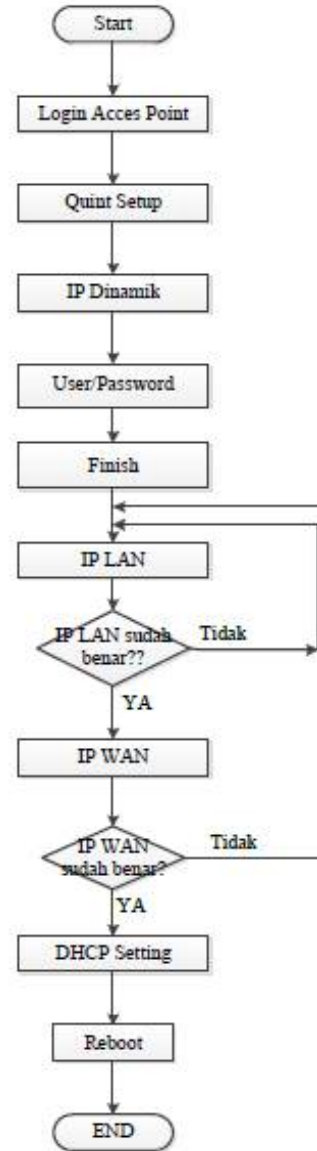 Start
Login Acces Point
Quint Setup
IP Dinamik
User/Password
Finish
IP LAN
IP LAN sudah
benar??
Tidak
YA
IP WAN
IP WAN
sudah benar?
Tidak
YA
DHCP Setting
Reboot
END